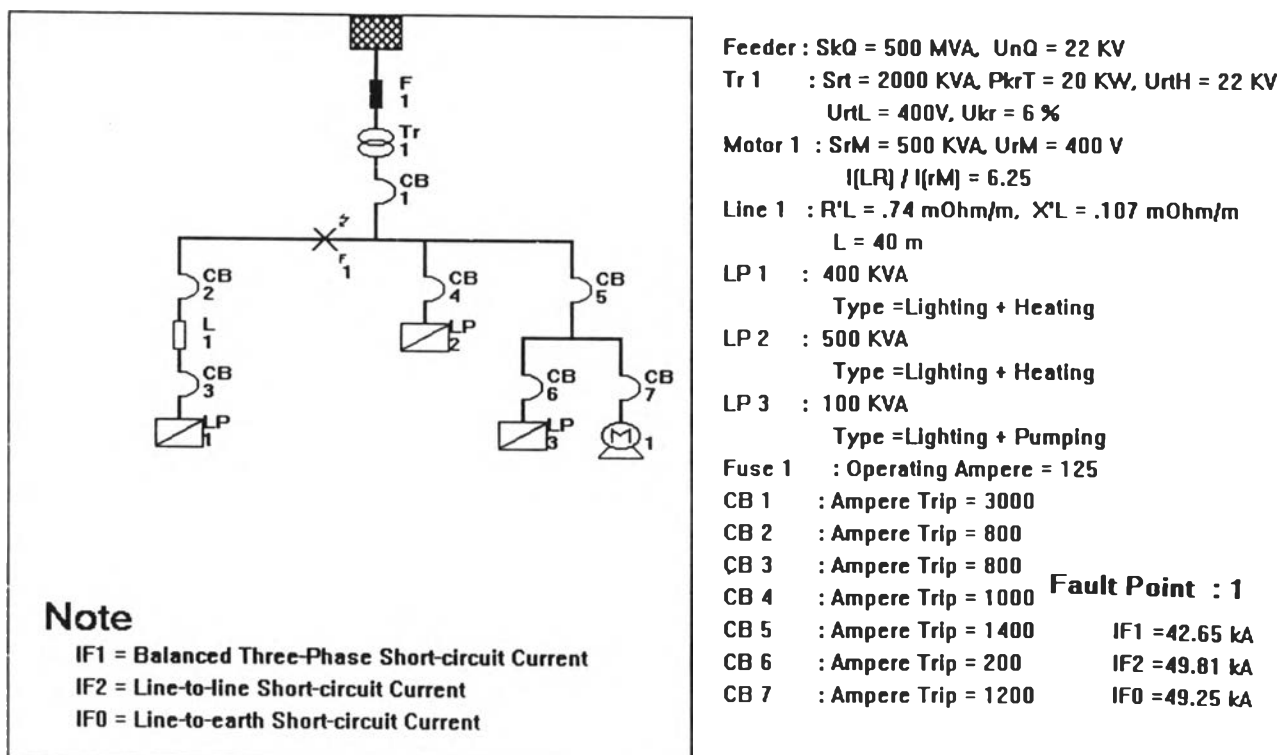 F
1
Tr
1
CB
1
F
1
CB
2
L
1
CB
3
LP
1
CB
4
LP
2
CB
5
CB
6
LP
3
CB
7
M
1
Note
IF1 = Balanced Three-Phase Short-circuit Current
IF2 = Line-to-line Short-circuit Current
IF0 = Line-to-earth Short-circuit Current
Feeder : SkQ = 500 MVA, UnQ = 22 KV
Tr 1 : Srt = 2000 KVA, PkrT = 20 KW, UrtH = 22 KV
UrtL = 400V, Ukr = 6 %
Motor 1 : SrM = 500 KVA, UrM = 400 V
I(LR) / I(rM) = 6.25
Line 1 : R'L = .74 mOhm/m, X'L = .107 mOhm/m
L = 40 m
LP 1 : 400 KVA
Type =Lighting + Heating
LP 2 : 500 KVA
Type =Lighting + Heating
LP 3 : 100 KVA
Type =Lighting + Pumping
Fuse 1 : Operating Ampere = 125
CB 1 : Ampere Trip = 3000
CB 2 : Ampere Trip = 800
CB 3 : Ampere Trip = 800
CB 4 : Ampere Trip = 1000
CB 5 : Ampere Trip = 1400
CB 6 : Ampere Trip = 200
CB 7 : Ampere Trip = 1200
Fault Point : 1
IF1 =42.65 kA
IF2 =49.81 kA
IF0 =49.25 kA